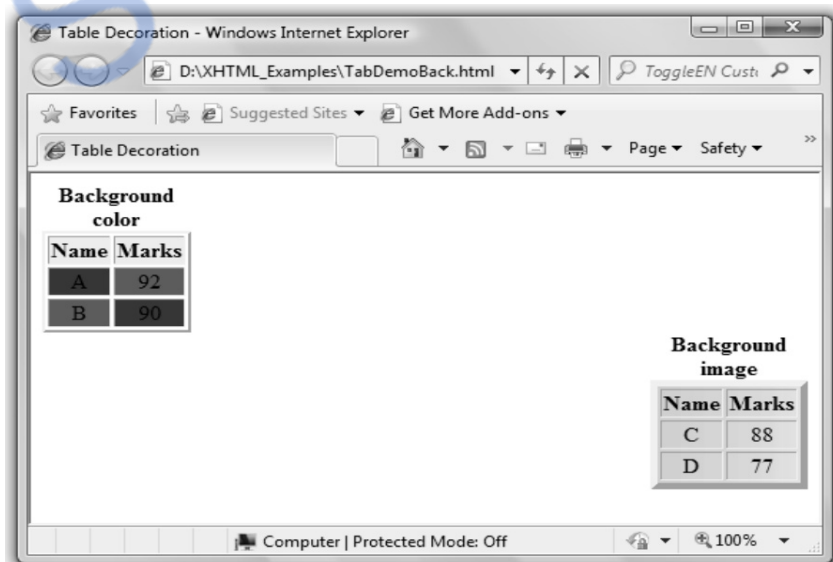 Table Decoration - Windows Internet Explorer
D:\XHTML_Examples\TabDemoBack.html
ToggleEN Custi
Favorites Suggested Sites Get More Add-ons
Table Decoration Page Safety »
Background
color
Name Marks
A 92
B 90
Background
image
Name Marks
C 88
D 77
Computer | Protected Mode: Off 100%